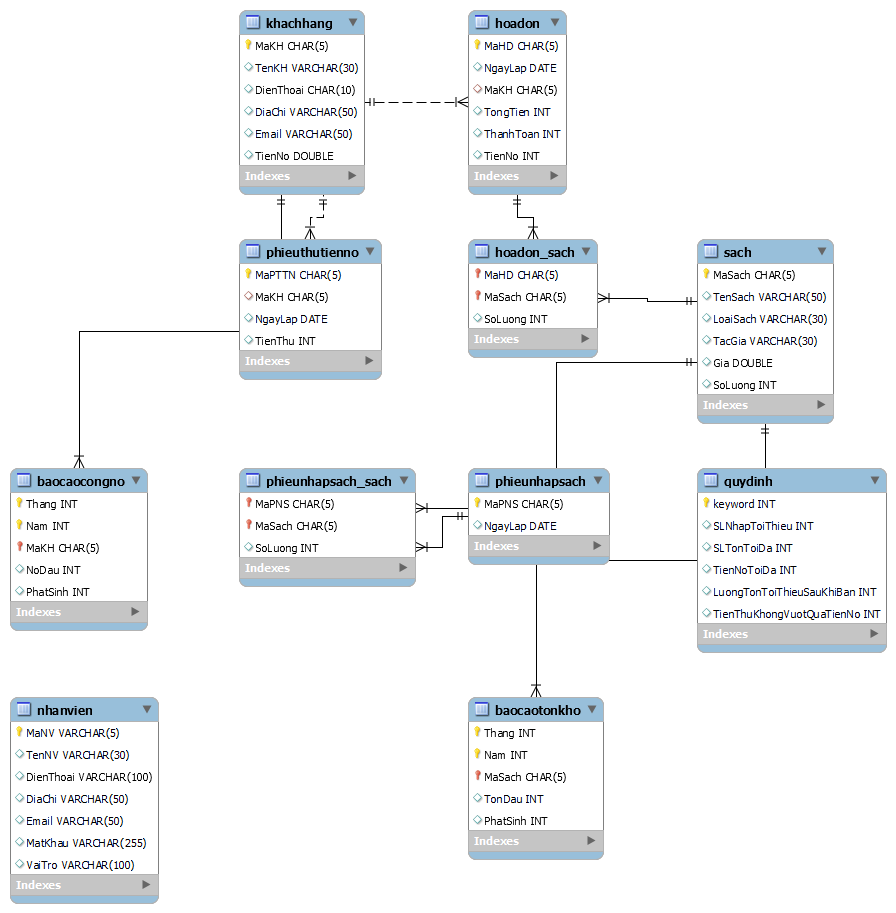 khachhang
MaKH CHAR(5)
TenKH VARCHAR(30)
DienThoai CHAR(10)
DiaChi VARCHAR(50)
Email VARCHAR(50)
TienNo DOUBLE
Indexes
hoadon
MaHD CHAR(5)
NgayLap DATE
MaKH CHAR(5)
TongTien INT
ThanhToan INT
TienNo INT
Indexes
phieuthutienno
MaPTTN CHAR(5)
MaKH CHAR(5)
NgayLap DATE
TienThu INT
Indexes
hoadon_sach
MaHD CHAR(5)
MaSach CHAR(5)
SoLuong INT
Indexes
sach
MaSach CHAR(5)
TenSach VARCHAR(50)
LoaiSach VARCHAR(30)
TacGia VARCHAR(30)
Gia DOUBLE
SoLuong INT
Indexes
baocaocongno
Thang INT
Nam INT
MaKH CHAR(5)
NoDau INT
PhatSinh INT
Indexes
phieunhapsach_sach
MaPNS CHAR(5)
MaSach CHAR(5)
SoLuong INT
Indexes
phieunhapsach
MaPNS CHAR(5)
NgayLap DATE
Indexes
quydinh
keyword INT
SLNhapToiThieu INT
SLTonToiDa INT
TienNoToiDa INT
LuongTonToiThieuSauKhiBan INT
TienThuKhongVuotQuaTienNo INT
Indexes
nhanvien
MaNV VARCHAR(5)
TenNV VARCHAR(30)
DienThoai VARCHAR(100)
DiaChi VARCHAR(50)
Email VARCHAR(50)
MatKhau VARCHAR(255)
VaiTro VARCHAR(100)
Indexes
baocaotonkho
Thang INT
Nam INT
MaSach CHAR(5)
TonDau INT
PhatSinh INT
Indexes